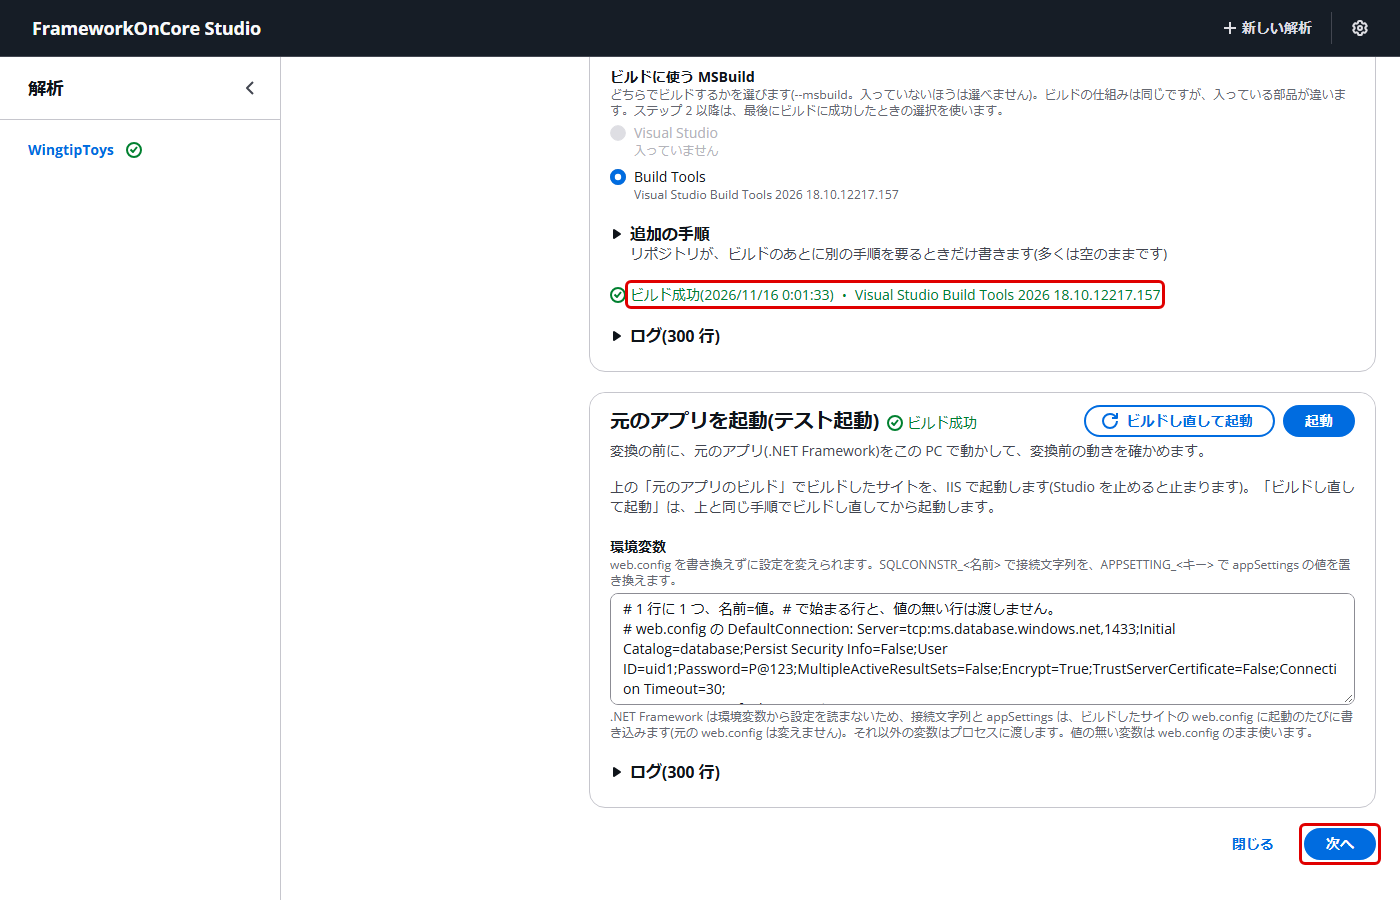 FrameworkOnCore Studio
新しい解析
解析
WingtipToys
ビルドに使う MSBuild
どちらでビルドするかを選びます(--msbuild。入っていないほうは選べません)。ビルドの仕組みは同じですが、入っている部品が違いま
す。ステップ 2 以降は、最後にビルドに成功したときの選択を使います。
Visual Studio
入っていません
Build Tools
Visual Studio Build Tools 2026 18.10.12217.157
追加の手順
リポジトリが、ビルドのあとに別の手順を要るときだけ書きます(多くは空のままです)
ビルド成功(2026/11/16 0:01:33) ・ Visual Studio Build Tools 2026 18.10.12217.157
ログ(300 行)
元のアプリを起動(テスト起動) ビルド成功
ビルドし直して起動
起動
変換の前に、元のアプリ(.NET Framework)をこの PC で動かして、変換前の動きを確かめます。
上の「元のアプリのビルド」でビルドしたサイトを、IIS で起動します(Studio を止めると止まります)。「ビルドし直し
て起動」は、上と同じ手順でビルドし直してから起動します。
環境変数
web.config を書き換えずに設定を変えられます。SQLCONNSTR_<名前> で接続文字列を、APPSETTING_<キー> で appSettings の値を置
き換えます。
# 1 行に 1 つ、名前=値。# で始まる行と、値の無い行は渡しません。
# web.config の DefaultConnection: Server=tcp:ms.database.windows.net,1433;Initial
Catalog=database;Persist Security Info=False;User
ID=uid1;Password=P@123;MultipleActiveResultSets=False;Encrypt=True;TrustServerCertificate=False;Connecti
on Timeout=30;
.NET Framework は環境変数から設定を読まないため、接続文字列と appSettings は、ビルドしたサイトの web.config に起動のたびに書
き込みます(元の web.config は変えません)。それ以外の変数はプロセスに渡します。値の無い変数は web.config のまま使います。
ログ(300 行)
閉じる
次へ